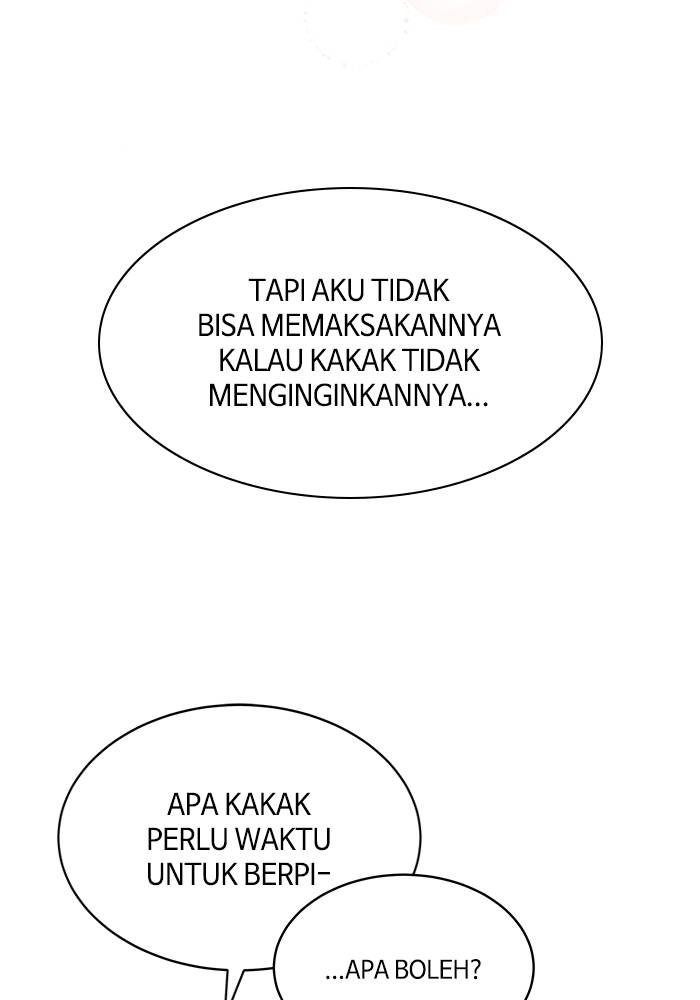 TAPI AKU TIDAK
BISA MEMAKSAKANNYA
KALAU KAKAK TIDAK
MENGINGINKANNYA...
APA KAKAK
PERLU WAKTU
UNTUK BERPI-
...APA BOLEH?